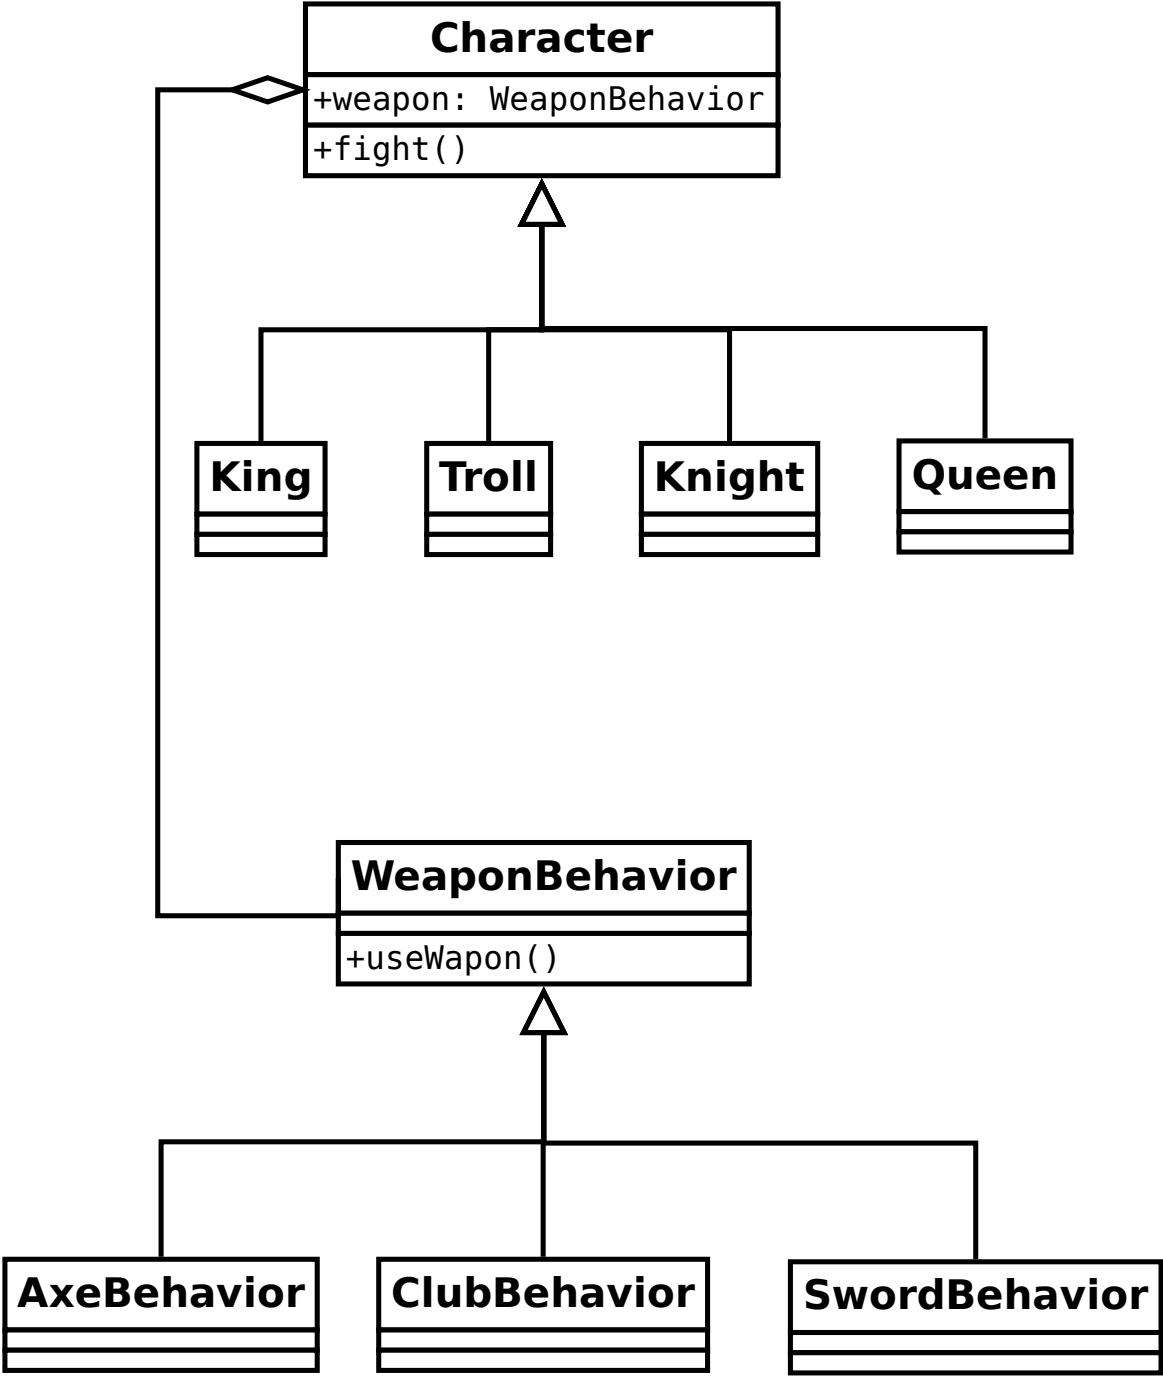 Character
+weapon: WeaponBehavior
+fight()
King
Troll
Knight
Queen
WeaponBehavior
+useWapon()
AxeBehavior
ClubBehavior
SwordBehavior